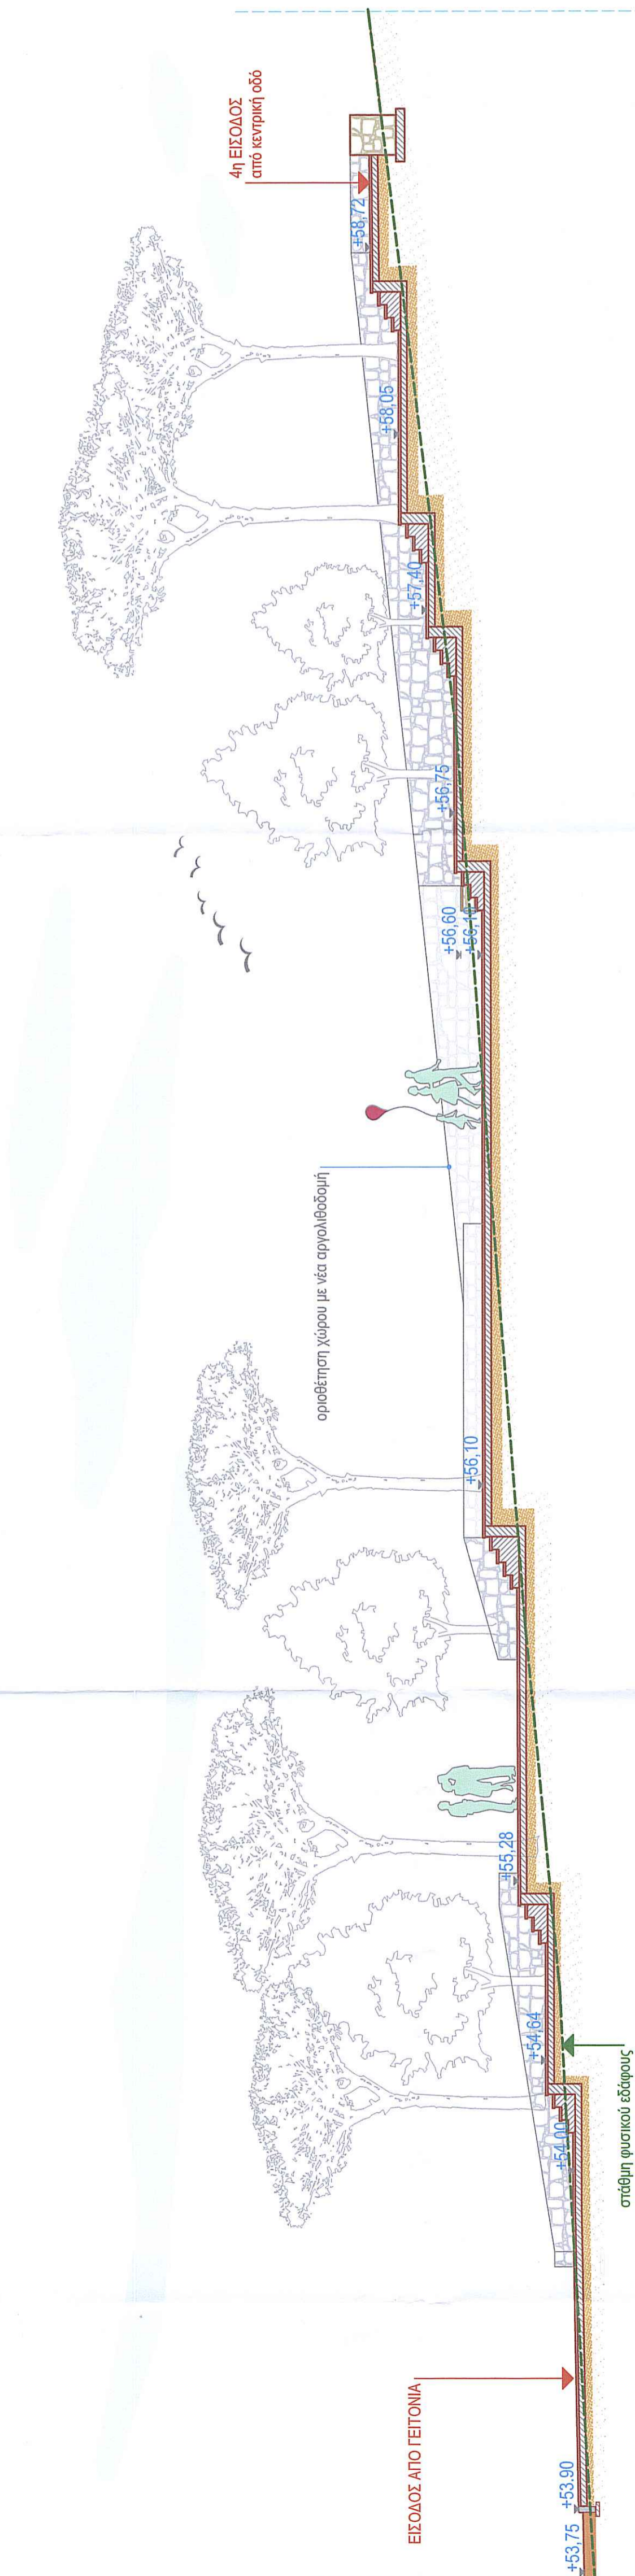 4η ΕΙΣΟΔΟΣ
από κεντρική οδό
+58,72
+58,05
+57,40
+56,75
+56,60
+56,10
οριοθέτηση χώρου με νέα αργολιθοδομή
+56,10
+55,28
+54,64
στάθμη φυσικού εδάφους
+54,00
ΕΙΣΟΔΟΣ ΑΠΟ ΓΕΙΤΟΝΙΑ
+53.90
+53,75